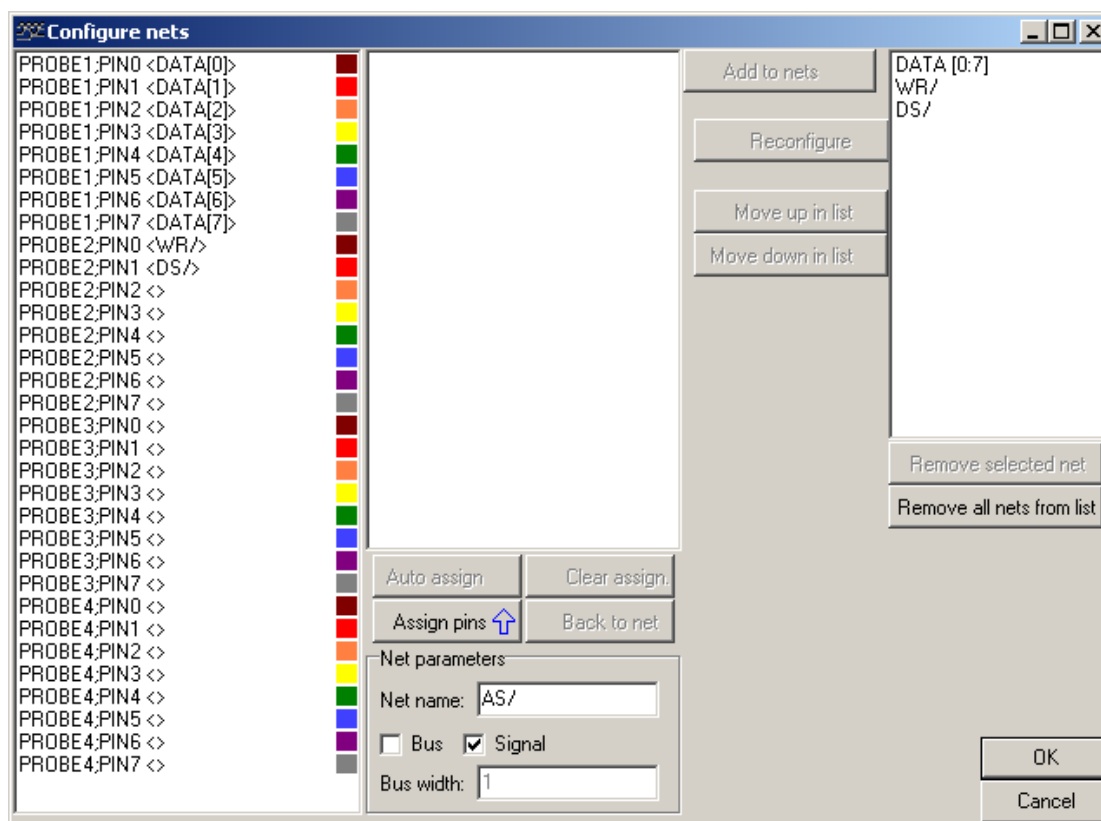 Configure nets
PROBE1;PIN0 <DATA[0]>
PROBE1;PIN1 <DATA[1]>
PROBE1;PIN2 <DATA[2]>
PROBE1;PIN3 <DATA[3]>
PROBE1;PIN4 <DATA[4]>
PROBE1;PIN5 <DATA[5]>
PROBE1;PIN6 <DATA[6]>
PROBE1;PIN7 <DATA[7]>
PROBE2;PIN0 <WR/>
PROBE2;PIN1 <DS/>
PROBE2;PIN2 <>
PROBE2;PIN3 <>
PROBE2;PIN4 <>
PROBE2;PIN5 <>
PROBE2;PIN6 <>
PROBE2;PIN7 <>
PROBE3;PIN0 <>
PROBE3;PIN1 <>
PROBE3;PIN2 <>
PROBE3;PIN3 <>
PROBE3;PIN4 <>
PROBE3;PIN5 <>
PROBE3;PIN6 <>
PROBE3;PIN7 <>
PROBE4;PIN0 <>
PROBE4;PIN1 <>
PROBE4;PIN2 <>
PROBE4;PIN3 <>
PROBE4;PIN4 <>
PROBE4;PIN5 <>
PROBE4;PIN6 <>
PROBE4;PIN7 <>
Auto assign
Clear assign.
Assign pins
Back to net
Net parameters
Net name: AS/
Bus
Signal
Bus width: 1
Add to nets
Reconfigure
Move up in list
Move down in list
DATA [0:7]
WR/
DS/
Remove selected net
Remove all nets from list
OK
Cancel